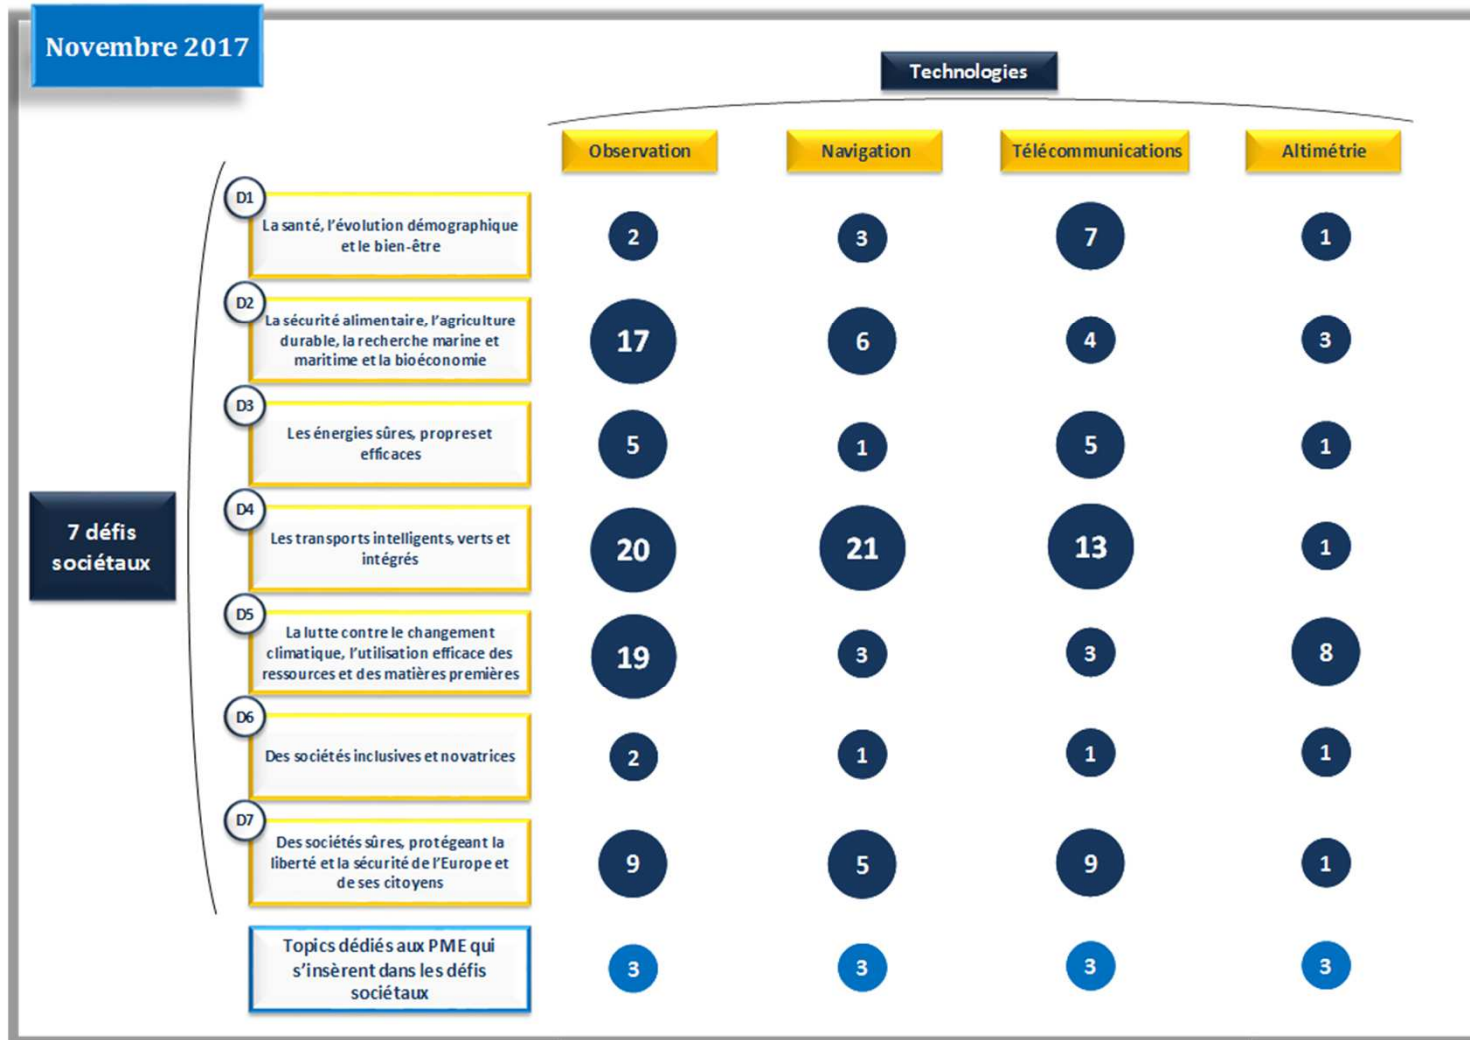 Novembre 2017
Technologies
Observation
Navigation
Télécommunications
Altimétrie
7 défis
sociétaux
D1
La santé, l'évolution démographique
et le bien-être
2
3
7
1
D2
La sécurité alimentaire, l'agriculture
durable, la recherche marine et
maritime et la bioéconomie
17
6
4
3
D3
Les énergies sûres, propres et
efficaces
5
1
5
1
D4
Les transports intelligents, verts et
intégrés
20
21
13
1
D5
La lutte contre le changement
climatique, l'utilisation efficace des
ressources et des matières premières
19
3
3
8
D6
Des sociétés inclusives et novatrices
2
1
1
1
D7
Des sociétés sûres, protégeant la
liberté et la sécurité de l'Europe et
de ses citoyens
9
5
9
1
Topics dédiés aux PME qui
s'insèrent dans les défis
sociétaux
3
3
3
3